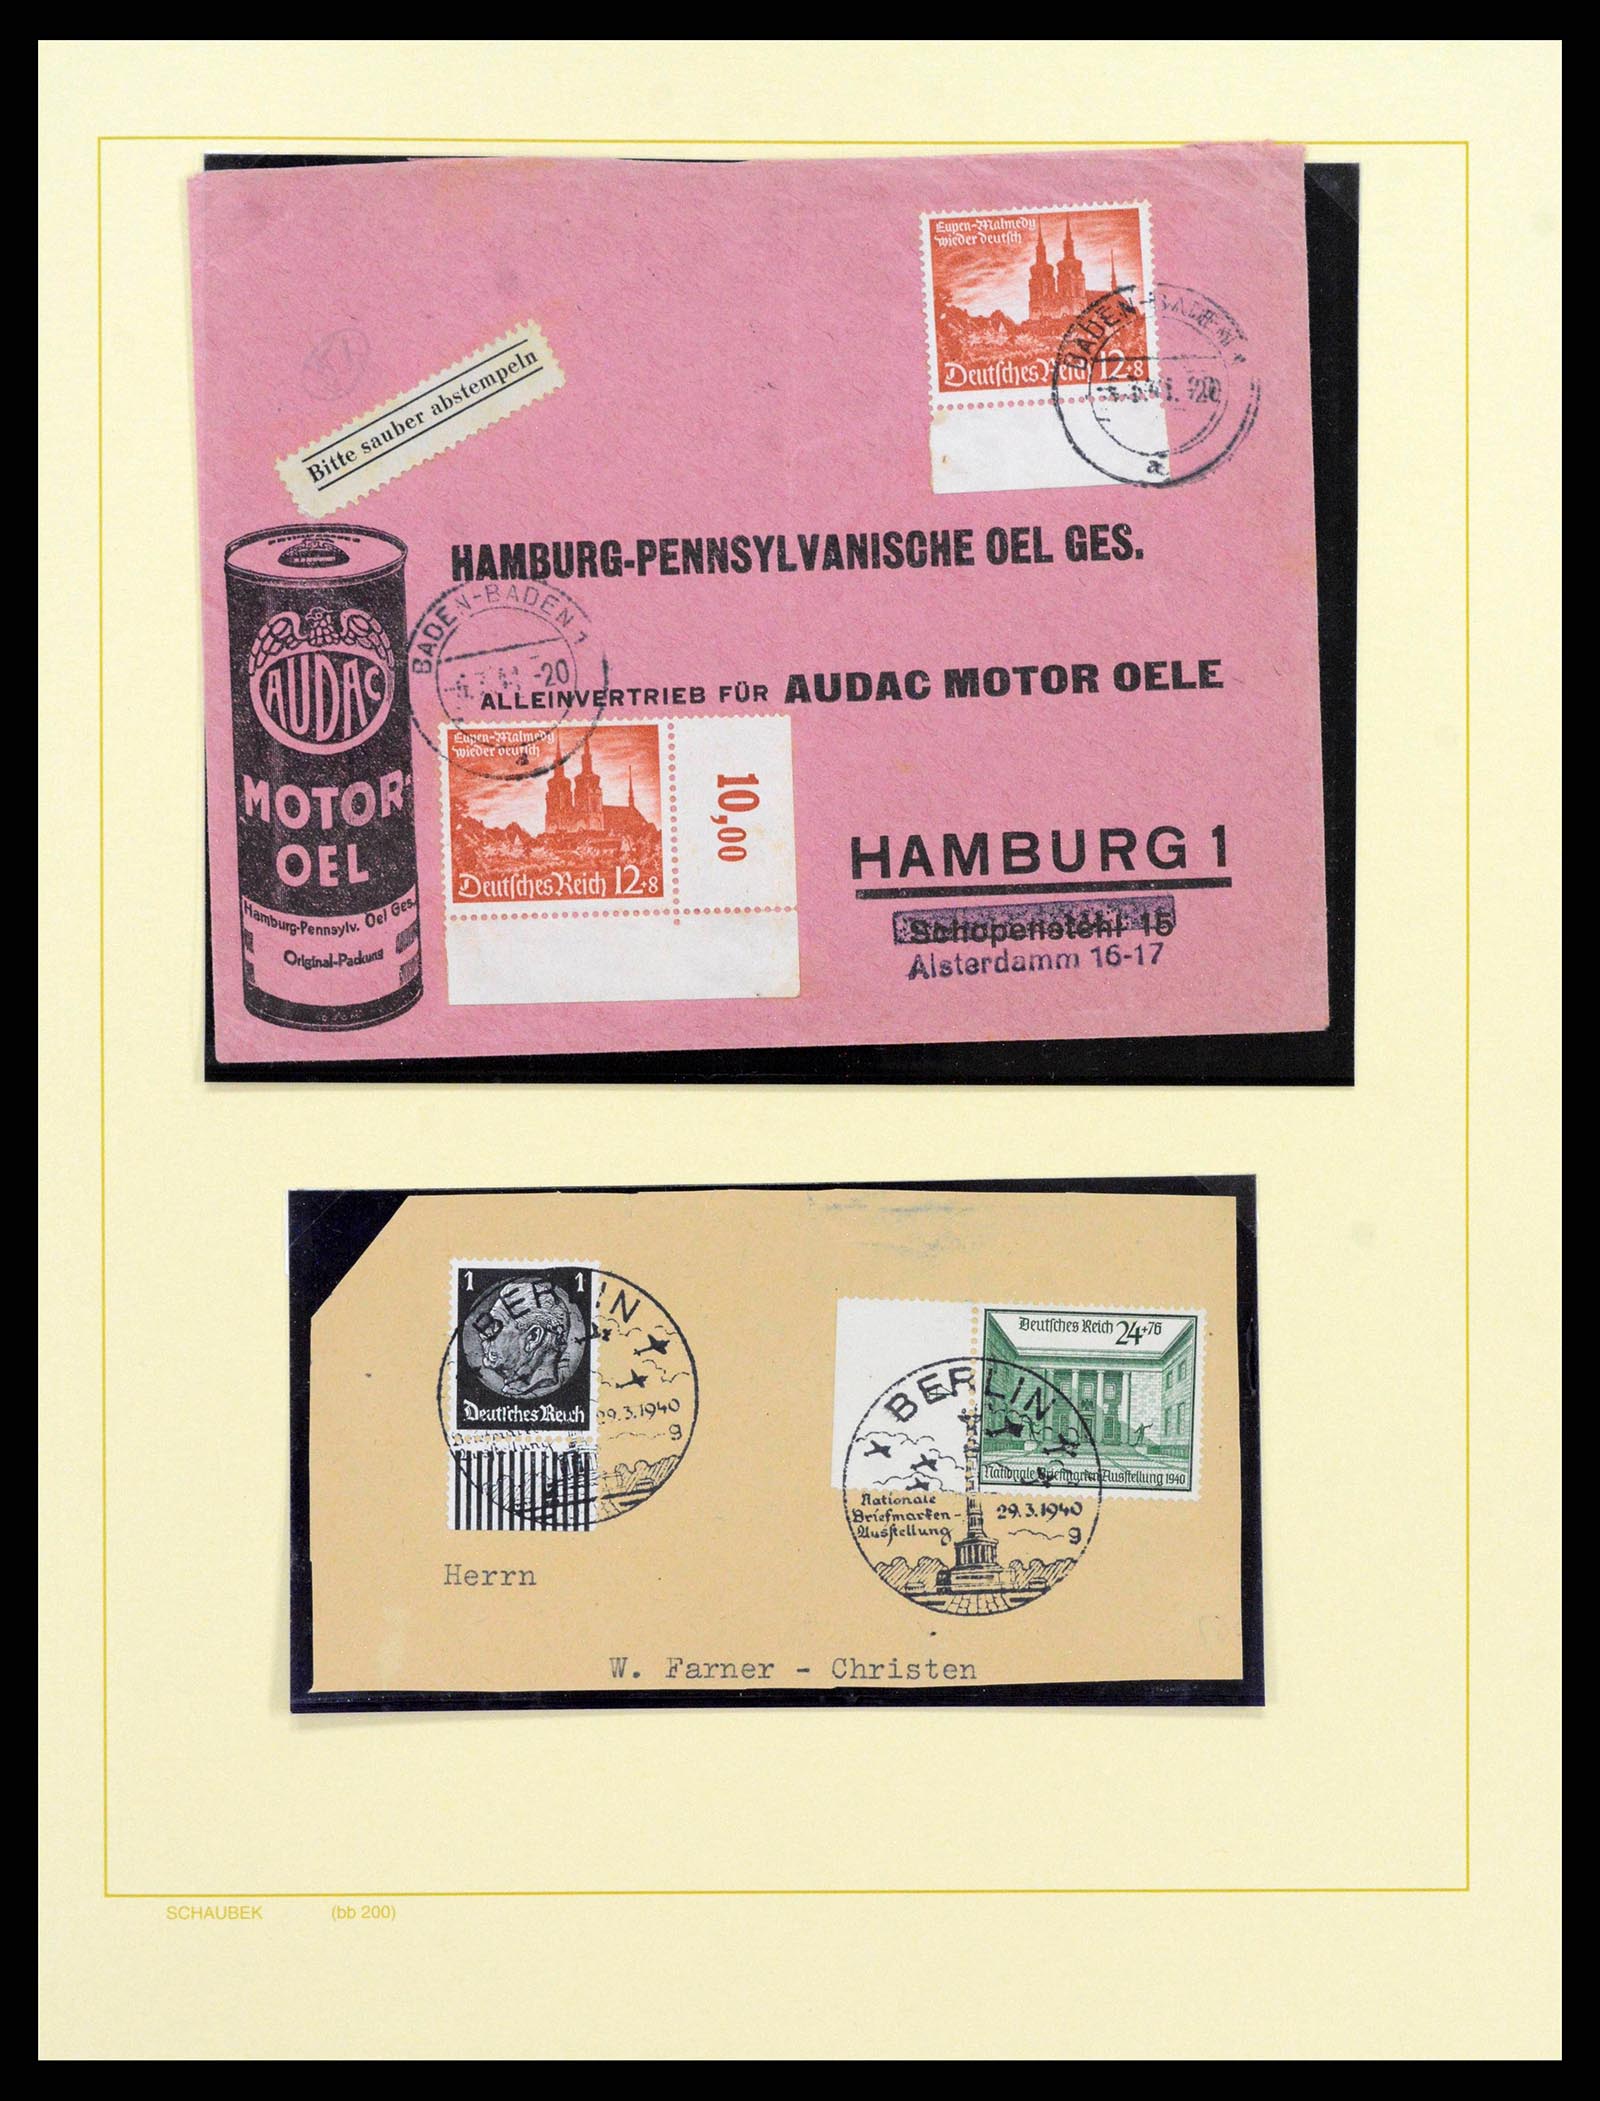 Eupen-Malmedy
wieder deutsch
Deutsches Reich 12+8
BADEN-BADEN
20
a
Bitte sauber abstempeln
HAMBURG-PENNSYLVANISCHE OEL GES.
BADEN-BADEN 1
-20
a
ALLEINVERTRIEB FÜR AUDAC MOTOR OELE
AUDAC
MOTOR-
OEL
Hamburg-Pennsylv. Oel Ges.
Original-Packung
Eupen-Malmedy
wieder deutsch
Deutsches Reich 12+8
10,00
HAMBURG 1
Schopenstehl 15
Alsterdamm 16-17
1 1
Deutsches Reich
BERLIN
29.3.1940
g
Deutsches Reich 24+76
Nationale Briefmarken Ausstellung 1940
BERLIN
Nationale
Briefmarken-
Ausstellung
29.3.1940
g
Herrn
W. Farner - Christen
SCHAUBEK (bb 200)